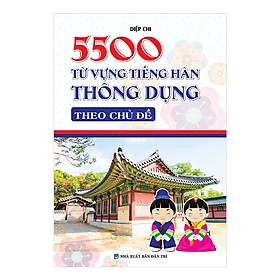 DIỆP CHI
5500
TỪ VỰNG TIẾNG HÀN
THÔNG DỤNG
THEO CHỦ ĐỀ
NHÀ XUẤT BẢN DÂN TRÍ